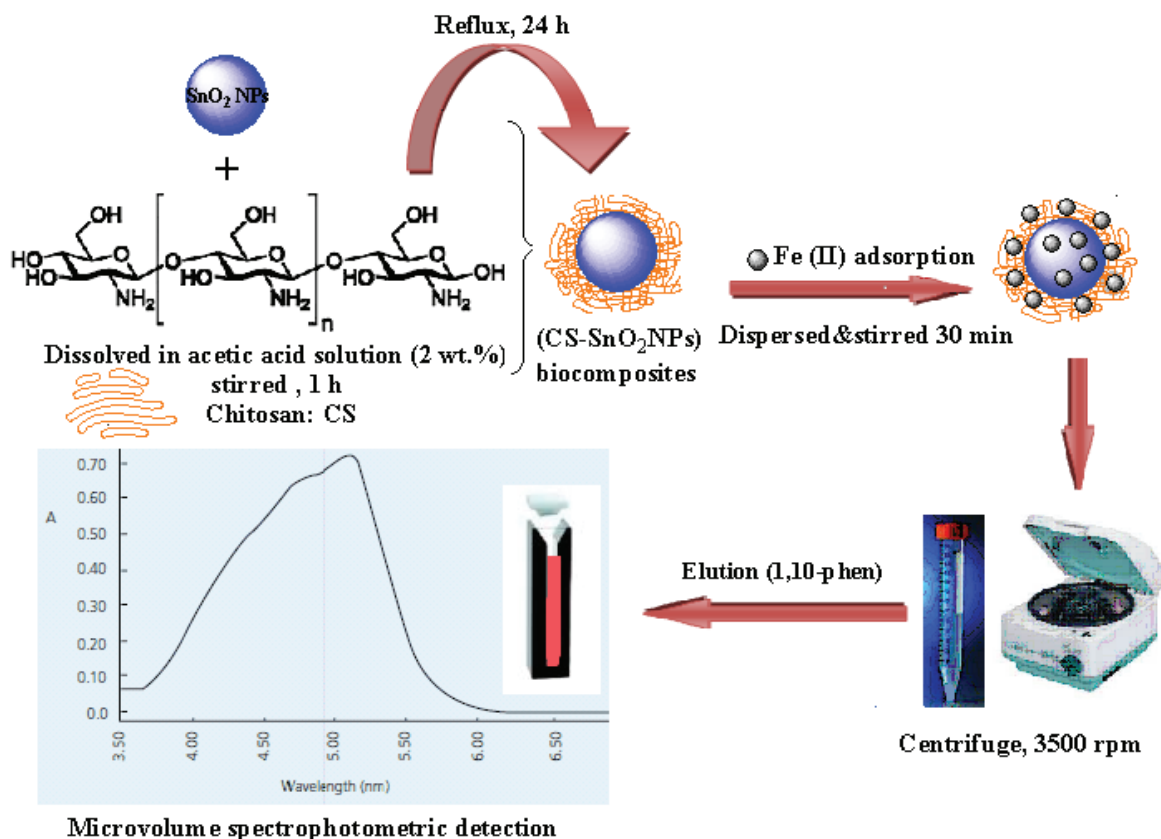 Reflux, 24 h
SnO₂ NPs
+
OH
OH
OH
HO
HO
NH₂
O
O
HO
NH₂
n
O
O
HO
NH₂
O
OH
Dissolved in acetic acid solution (2 wt.%)
stirred , 1 h
Chitosan: CS
(CS-SnO₂NPs)
biocomposites
Fe (II) adsorption
Dispersed&stirred 30 min
Centrifuge, 3500 rpm
Elution (1,10-phen)
A
0.70
0.60
0.50
0.40
0.30
0.20
0.10
0.0
3.50
4.00
4.50
5.00
5.50
6.00
6.50
Wavelength (nm)
Microvolume spectrophotometric detection